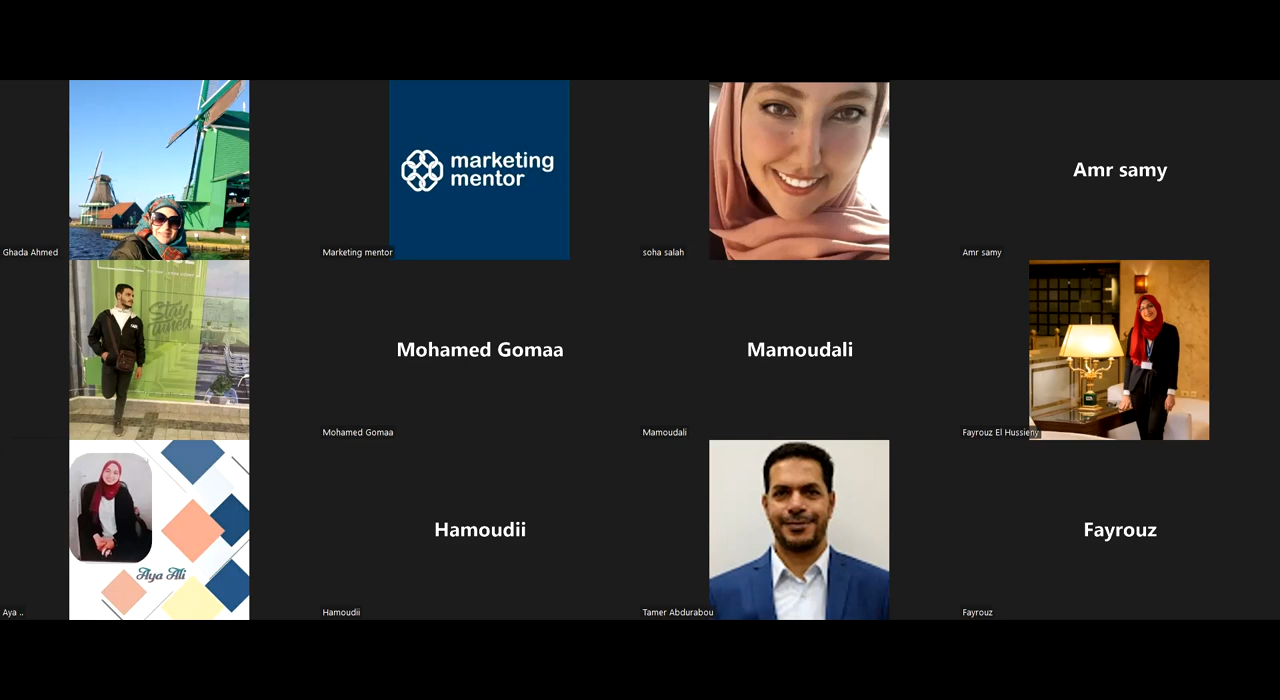 Ghada Ahmed
marketing
mentor
Marketing mentor
soha salah
Amr samy
Amr samy
Stay
tuned
Mohamed Gomaa
Mohamed Gomaa
Mamoudali
Mamoudali
Fayrouz El Hussieny
Aya Ali
Aya ..
Hamoudii
Hamoudii
Tamer Abdurabou
Fayrouz
Fayrouz